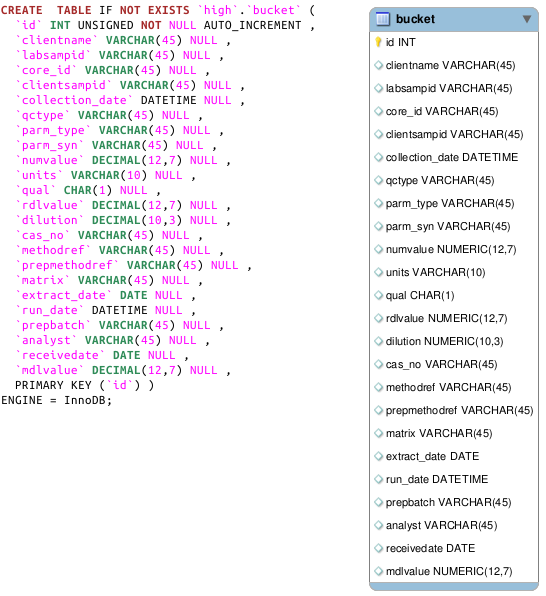 CREATE  TABLE IF NOT EXISTS `high`.`bucket` (
  `id` INT UNSIGNED NOT NULL AUTO_INCREMENT ,
  `clientname` VARCHAR(45) NULL ,
  `labsampid` VARCHAR(45) NULL ,
  `core_id` VARCHAR(45) NULL ,
  `clientsampid` VARCHAR(45) NULL ,
  `collection_date` DATETIME NULL ,
  `qctype` VARCHAR(45) NULL ,
  `parm_type` VARCHAR(45) NULL ,
  `parm_syn` VARCHAR(45) NULL ,
  `numvalue` DECIMAL(12,7) NULL ,
  `units` VARCHAR(10) NULL ,
  `qual` CHAR(1) NULL ,
  `rdlvalue` DECIMAL(12,7) NULL ,
  `dilution` DECIMAL(10,3) NULL ,
  `cas_no` VARCHAR(45) NULL ,
  `methodref` VARCHAR(45) NULL ,
  `prepmethodref` VARCHAR(45) NULL ,
  `matrix` VARCHAR(45) NULL ,
  `extract_date` DATE NULL ,
  `run_date` DATETIME NULL ,
  `prepbatch` VARCHAR(45) NULL ,
  `analyst` VARCHAR(45) NULL ,
  `receivedate` DATE NULL ,
  `mdlvalue` DECIMAL(12,7) NULL ,
  PRIMARY KEY (`id`) )
ENGINE = InnoDB;
bucket
id INT
clientname VARCHAR(45)
labsampid VARCHAR(45)
core_id VARCHAR(45)
clientsampid VARCHAR(45)
collection_date DATETIME
qctype VARCHAR(45)
parm_type VARCHAR(45)
parm_syn VARCHAR(45)
numvalue NUMERIC(12,7)
units VARCHAR(10)
qual CHAR(1)
rdlvalue NUMERIC(12,7)
dilution NUMERIC(10,3)
cas_no VARCHAR(45)
methodref VARCHAR(45)
prepmethodref VARCHAR(45)
matrix VARCHAR(45)
extract_date DATE
run_date DATETIME
prepbatch VARCHAR(45)
analyst VARCHAR(45)
receivedate DATE
mdlvalue NUMERIC(12,7)